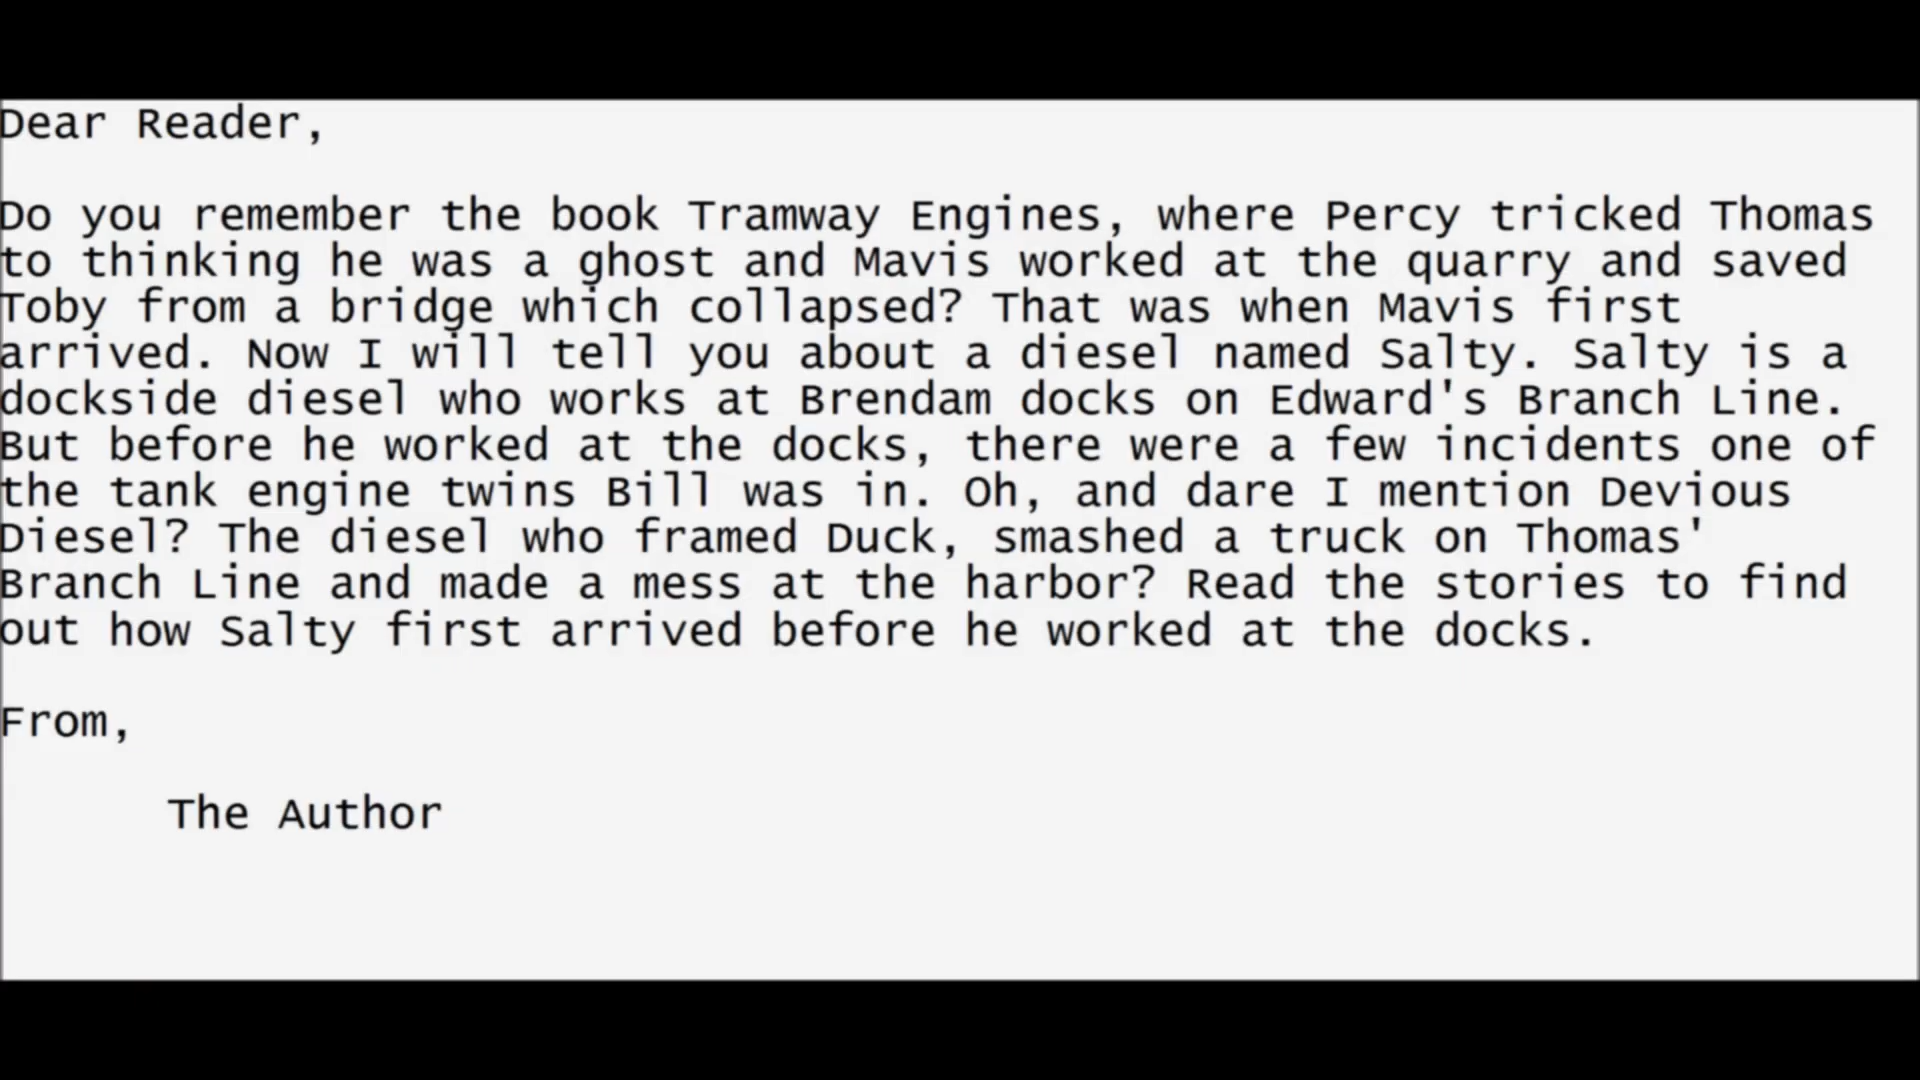 Dear Reader,
Do you remember the book Tramway Engines, where Percy tricked Thomas
to thinking he was a ghost and Mavis worked at the quarry and saved
Toby from a bridge which collapsed? That was when Mavis first
arrived. Now I will tell you about a diesel named Salty. Salty is a
dockside diesel who works at Brendam docks on Edward's Branch Line.
But before he worked at the docks, there were a few incidents one of
the tank engine twins Bill was in. Oh, and dare I mention Devious
Diesel? The diesel who framed Duck, smashed a truck on Thomas'
Branch Line and made a mess at the harbor? Read the stories to find
out how Salty first arrived before he worked at the docks.
From,
The Author